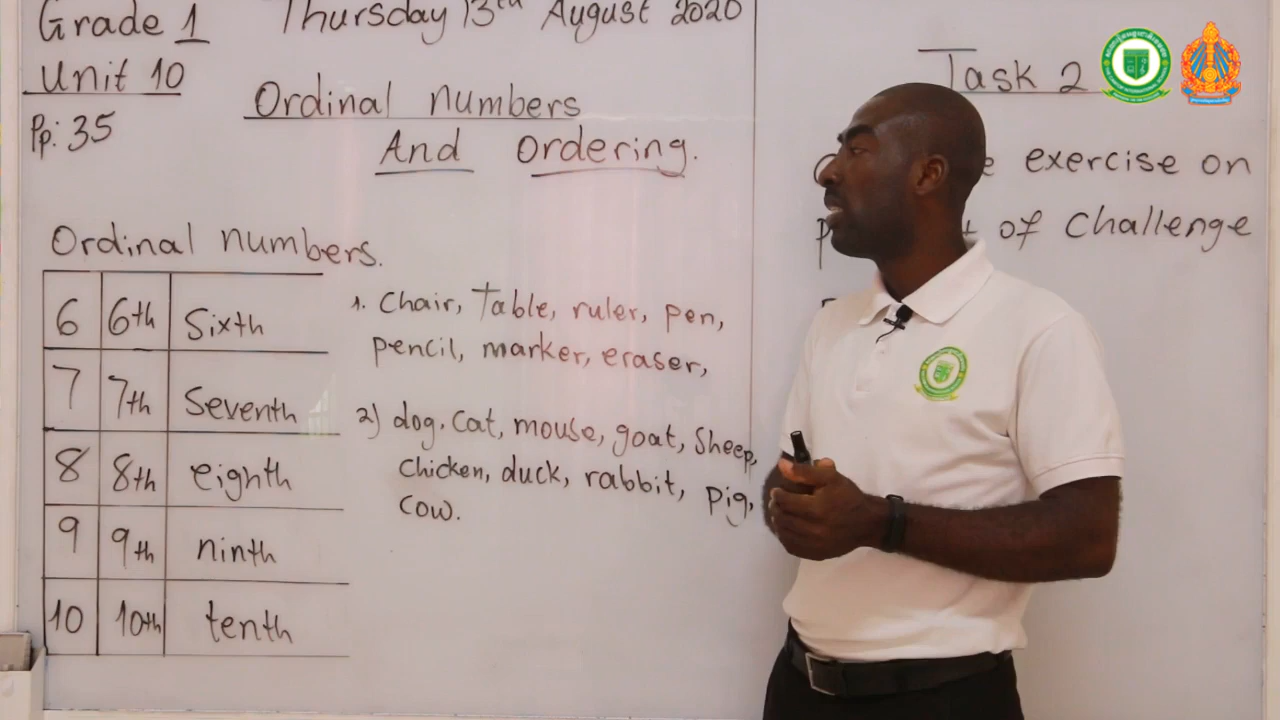 Grade 1
Thursday 13th August 2020
Unit 10
Pp: 35
Ordinal numbers
And Ordering.
Ordinal numbers.
6 6th Sixth
7 7th Seventh
8 8th eighth
9 9th ninth
10 10th tenth
1. Chair, Table, ruler, pen,
pencil, marker, eraser,
2) dog. Cat, mouse, goat, Sheep,
Chicken, duck, rabbit, pig,
Cow.
Task 2
exercise on
of Challenge